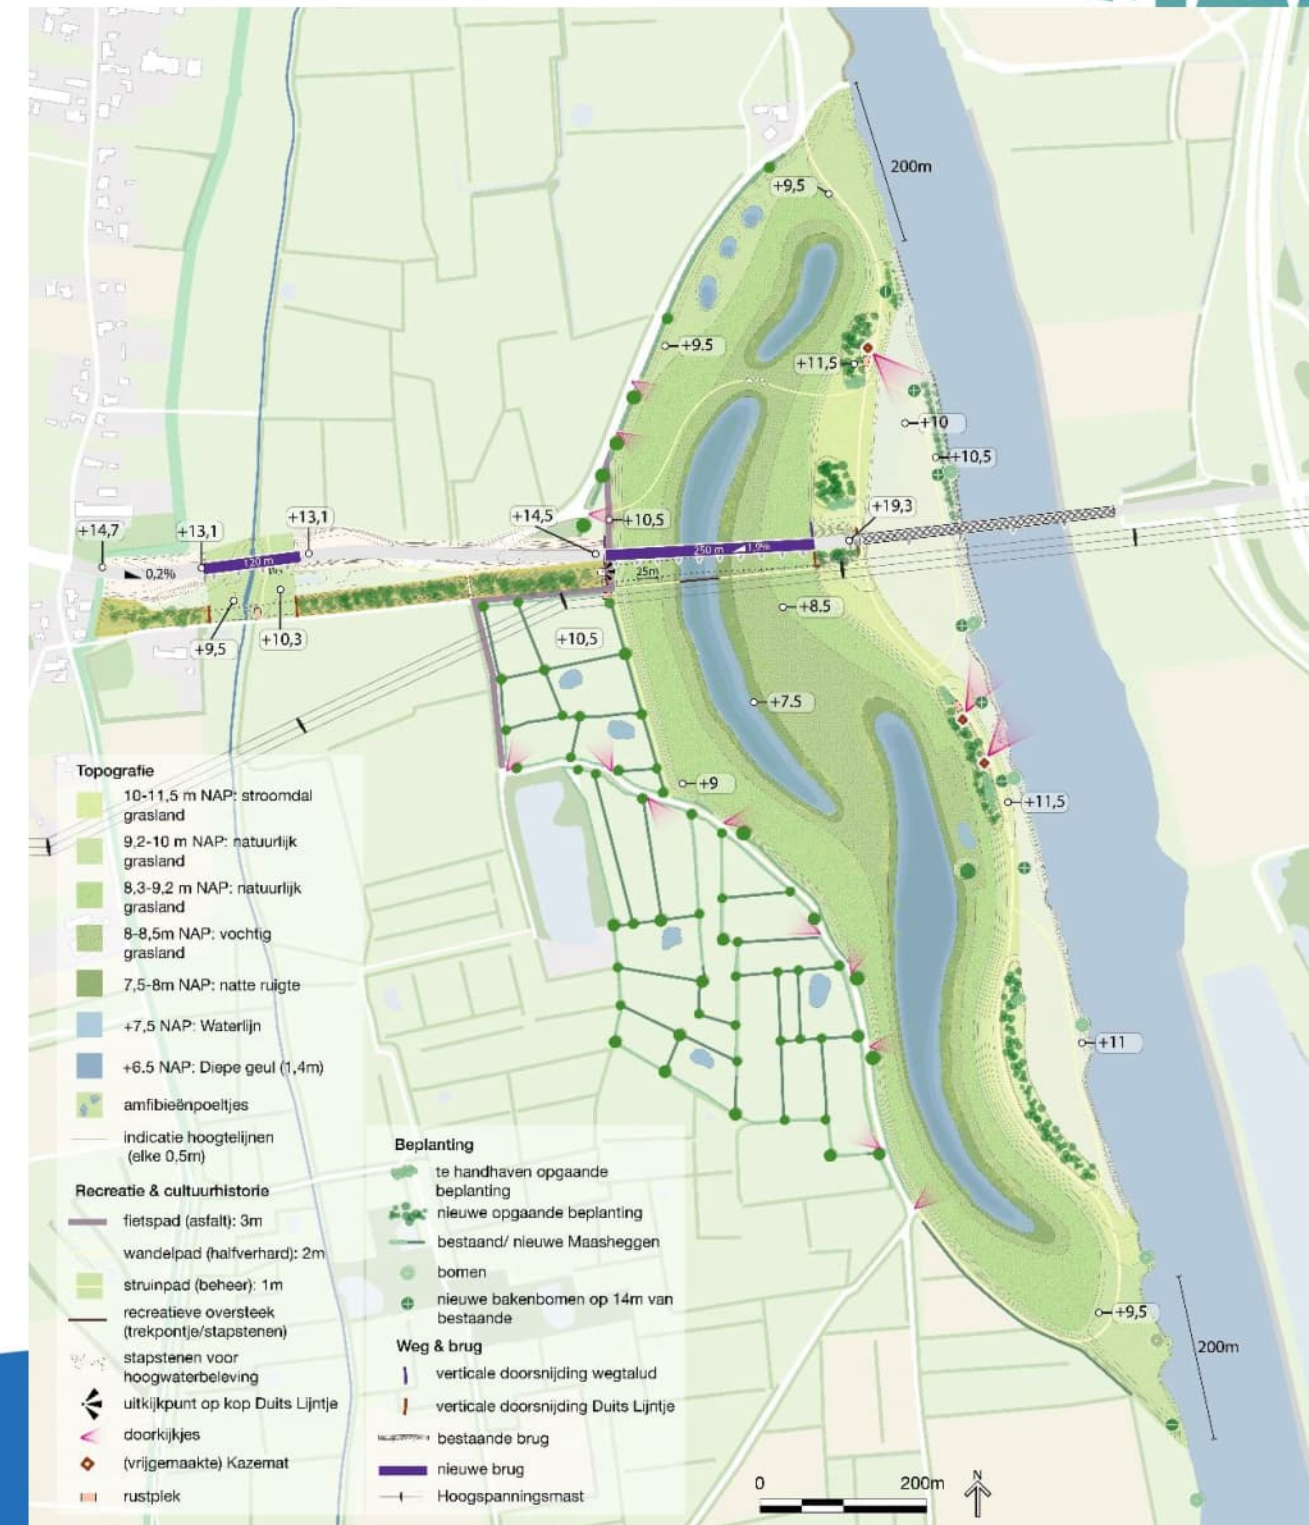 200m
+9,5
+9.5
+11,5
+10
+10,5
+19,3
+14,5
+10,5
+13,1
+13,1
+14,7
0,2%
120 m
250 m 1,9%
25m
+8.5
+9,5
+10,3
+10,5
+7.5
+9
+11,5
+11
+9,5
200m
Topografie
10-11,5 m NAP: stroomdal
grasland
9,2-10 m NAP: natuurlijk
grasland
8,3-9,2 m NAP: natuurlijk
grasland
8-8,5m NAP: vochtig
grasland
7,5-8m NAP: natte ruigte
+7,5 NAP: Waterlijn
+6.5 NAP: Diepe geul (1,4m)
amfibieënpoeltjes
indicatie hoogtelijnen
(elke 0,5m)
Recreatie & cultuurhistorie
fietspad (asfalt): 3m
wandelpad (halfverhard): 2m
struinpad (beheer): 1m
recreatieve oversteek
(trekpontje/stapstenen)
stapstenen voor
hoogwaterbeleving
uitkijkpunt op kop Duits Lijntje
doorkijkjes
(vrijgemaakte) Kazemat
rustplek
Beplanting
te handhaven opgaande
beplanting
nieuwe opgaande beplanting
bestaand/ nieuwe Maasheggen
bomen
nieuwe bakenbomen op 14m van
bestaande
Weg & brug
verticale doorsnijding wegtalud
verticale doorsnijding Duits Lijntje
bestaande brug
nieuwe brug
Hoogspanningsmast
0 200m
N